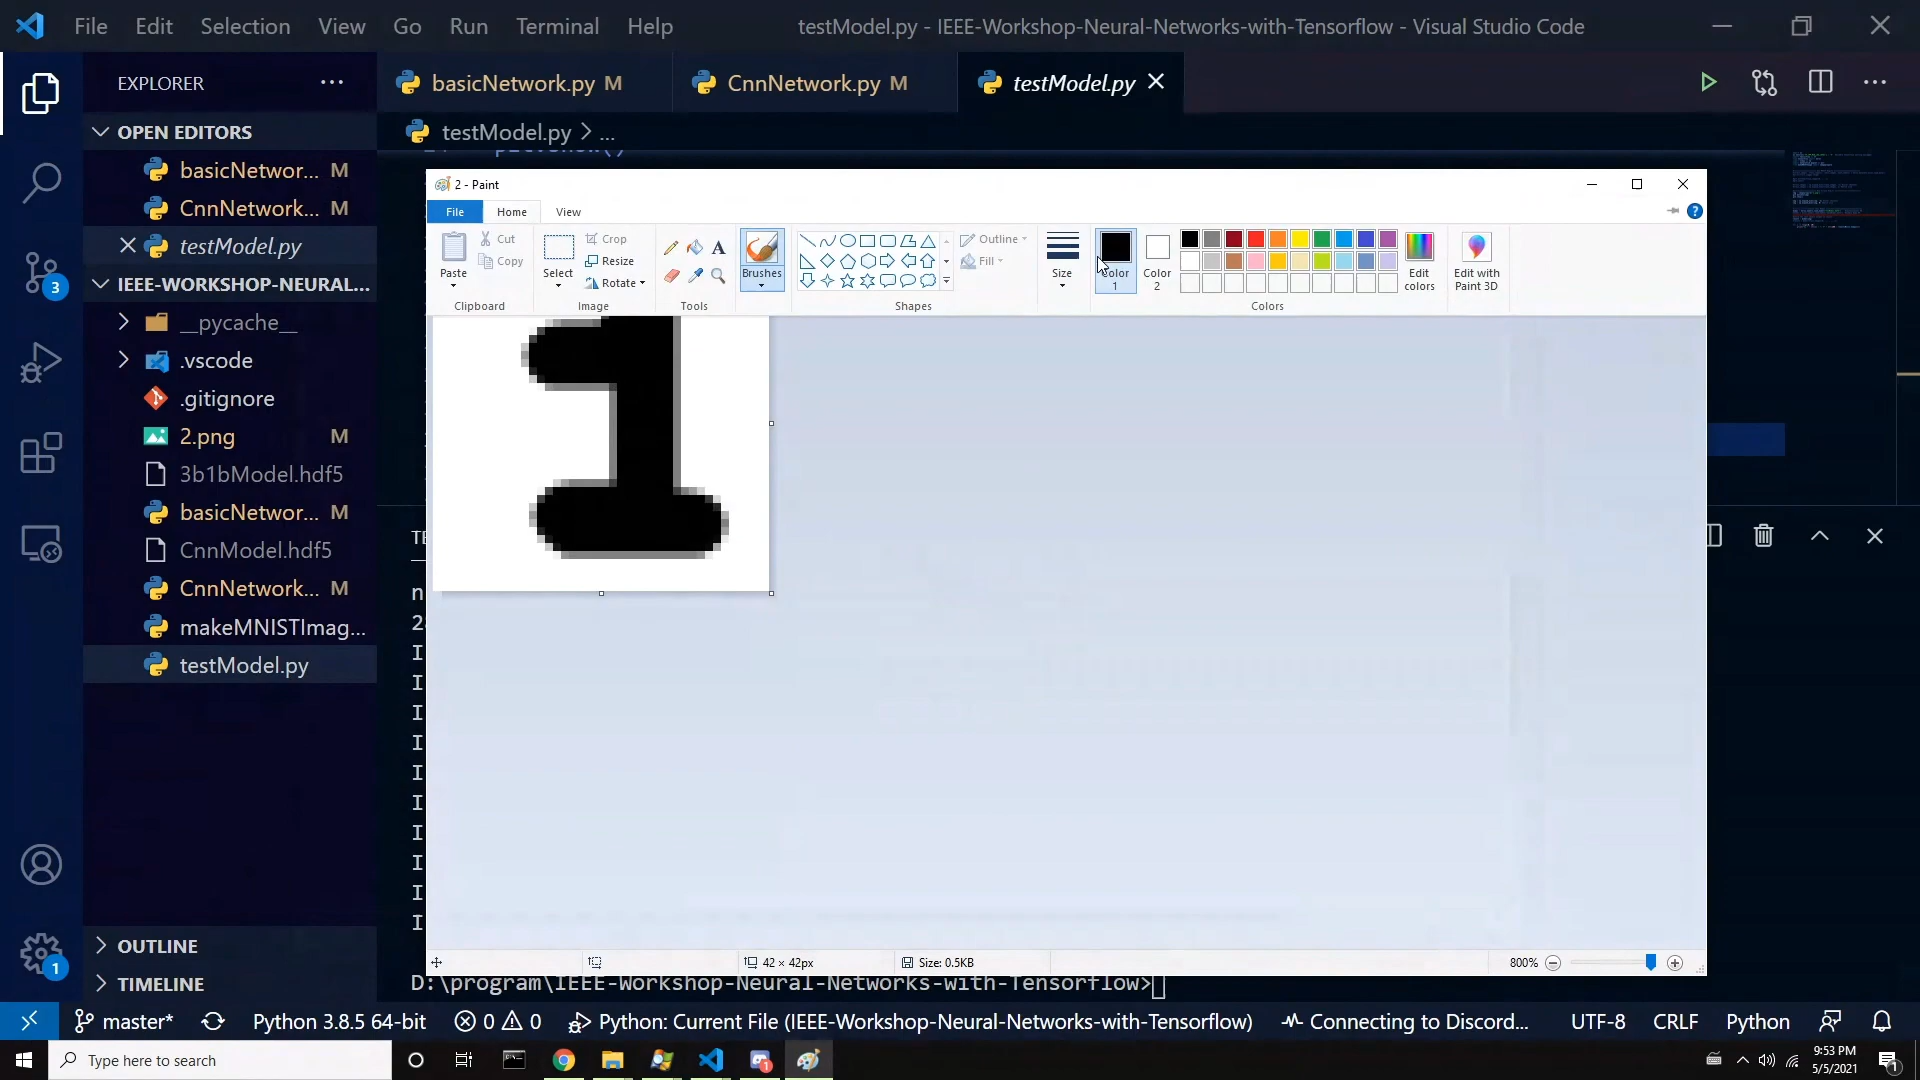 File Edit Selection View Go Run Terminal Help testModel.py - IEEE-Workshop-Neural-Networks-with-Tensorflow - Visual Studio Code
EXPLORER ...
basicNetwork.py M CnnNetwork.py M testModel.py
OPEN EDITORS
testModel.py > ...
basicNetwor... M
CnnNetwork... M
testModel.py
IEEE-WORKSHOP-NEURAL...
__pycache__
.vscode
.gitignore
2.png M
3b1bModel.hdf5
basicNetwor... M
CnnModel.hdf5
CnnNetwork... M
makeMNISTImag...
testModel.py
OUTLINE
TIMELINE
2 - Paint
File Home View
Paste Cut Copy
Clipboard
Select Crop Resize Rotate
Image
A
Tools
Brushes
Outline
Fill
Shapes
Size
Color 1
Color 2
Edit colors
Colors
Edit with Paint 3D
1
n
2
I
I
I
I
I
I
I
I
I
I
42 × 42px Size: 0.5KB 800%
D:\program\IEEE-Workshop-Neural-Networks-with-Tensorflow>
3
1
master* Python 3.8.5 64-bit 0 0 Python: Current File (IEEE-Workshop-Neural-Networks-with-Tensorflow) Connecting to Discord... UTF-8 CRLF Python
Type here to search
1
9:53 PM
5/5/2021
1